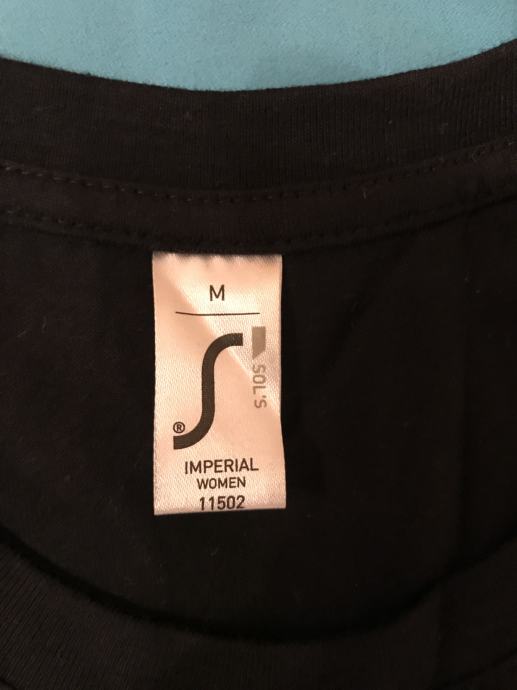 M
SOL'S
®
IMPERIAL
WOMEN
11502